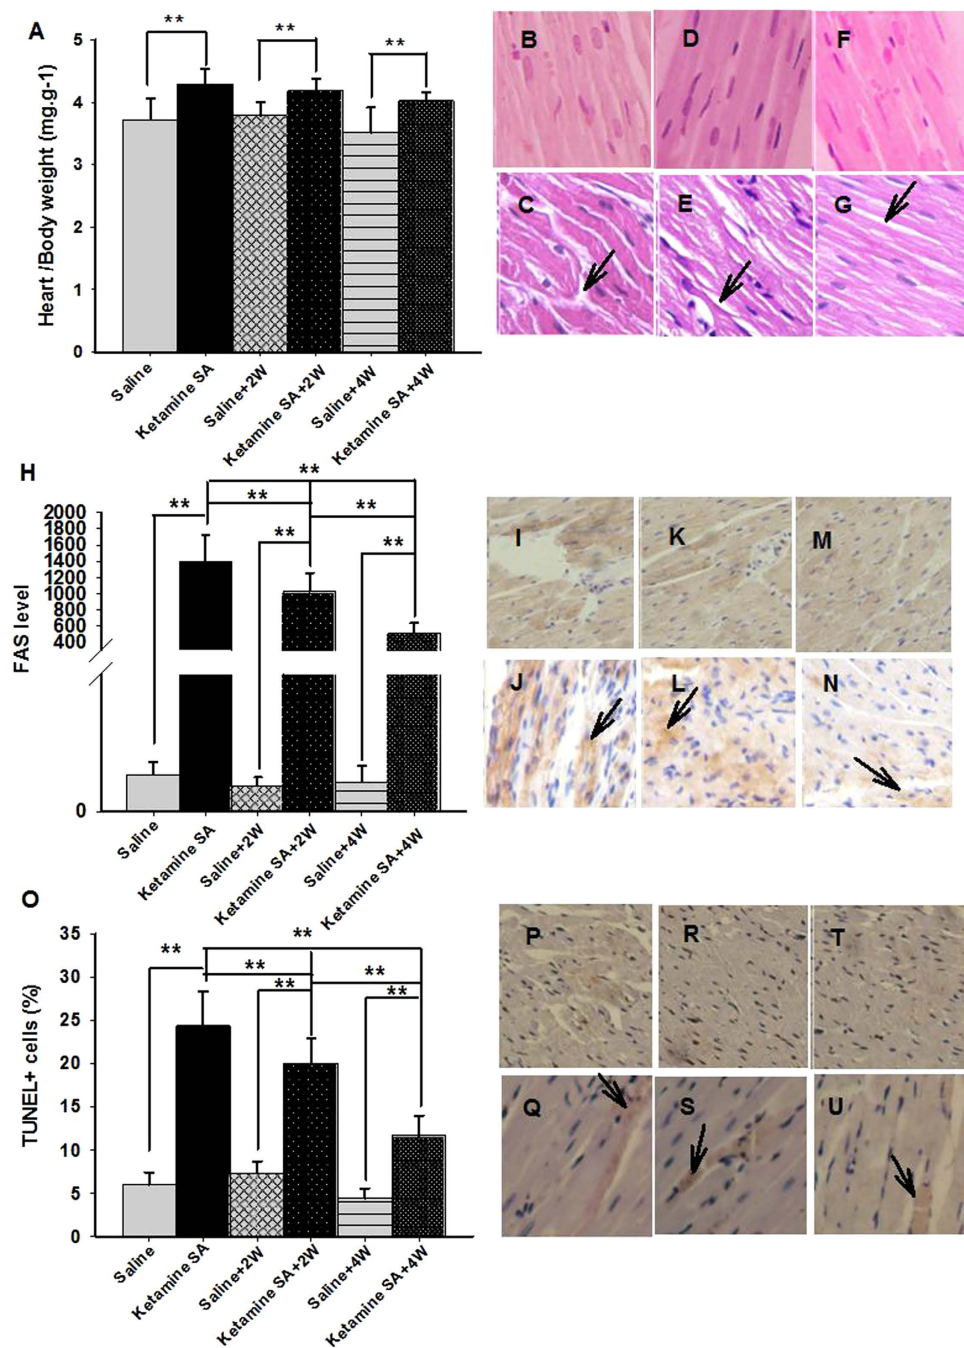 A
**
**
**
5
4
3
2
1
0
Heart /Body weight (mg.g-1)
Saline
Ketamine SA
Saline+2W
Ketamine SA+2W
Saline+4W
Ketamine SA+4W
B
D
F
C
E
G
H
**
**
**
**
**
**
2000
1800
1600
1400
1200
1000
800
600
400
0
FAS level
Saline
Ketamine SA
Saline+2W
Ketamine SA+2W
Saline+4W
Ketamine SA+4W
I
K
M
J
L
N
O
**
**
**
**
**
**
35
30
25
20
15
10
5
0
TUNEL+ cells (%)
Saline
Ketamine SA
Saline+2W
Ketamine SA+2W
Saline+4W
Ketamine SA+4W
P
R
T
Q
S
U